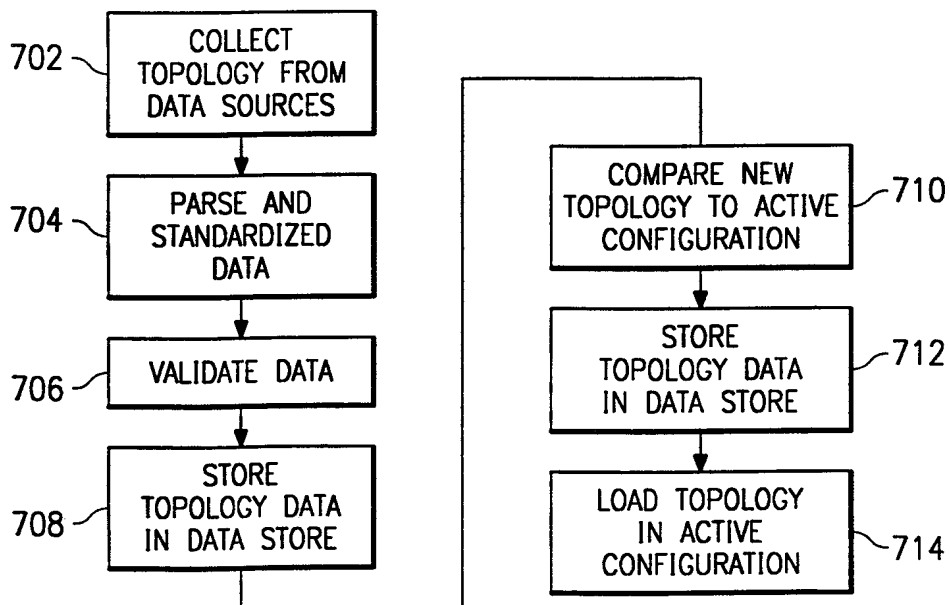 702
COLLECT
TOPOLOGY FROM
DATA SOURCES
704
PARSE AND
STANDARDIZED
DATA
706
VALIDATE DATA
708
STORE
TOPOLOGY DATA
IN DATA STORE
COMPARE NEW
TOPOLOGY TO ACTIVE
CONFIGURATION
710
STORE
TOPOLOGY DATA
IN DATA STORE
712
LOAD TOPOLOGY
IN ACTIVE
CONFIGURATION
714